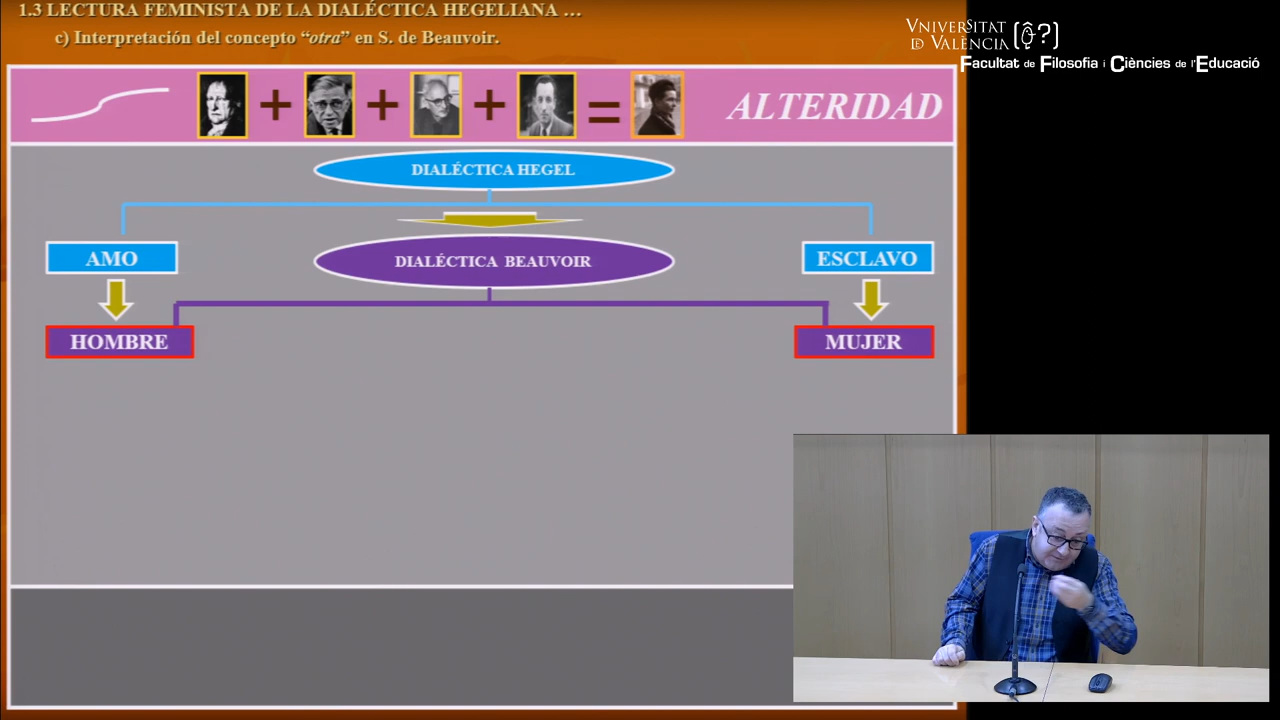 1.3 LECTURA FEMINISTA DE LA DIALÉCTICA HEGELIANA …
c) Interpretación del concepto “otra” en S. de Beauvoir.
VNIVERSITAT
DE VALÈNCIA
Facultat de Filosofia i Ciències de l'Educació
+ + + = ALTERIDAD
DIALÉCTICA HEGEL
AMO
DIALÉCTICA BEAUVOIR
ESCLAVO
HOMBRE
MUJER